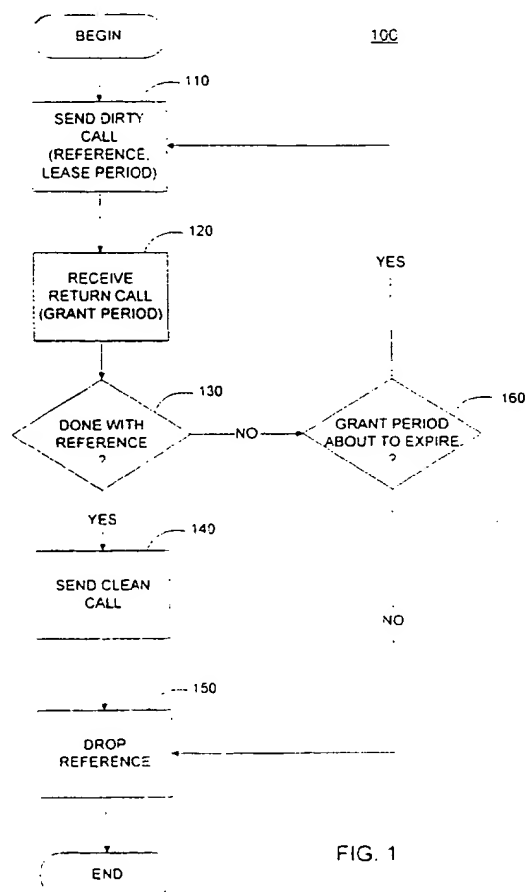 BEGIN
10C
110
SEND DIRTY
CALL
(REFERENCE,
LEASE PERIOD)
120
RECEIVE
RETURN CALL
(GRANT PERIOD)
YES
130
DONE WITH
REFERENCE
?
NO
160
GRANT PERIOD
ABOUT TO EXPIRE
?
YES
140
SEND CLEAN
CALL
NO
150
DROP
REFERENCE
END
FIG. 1